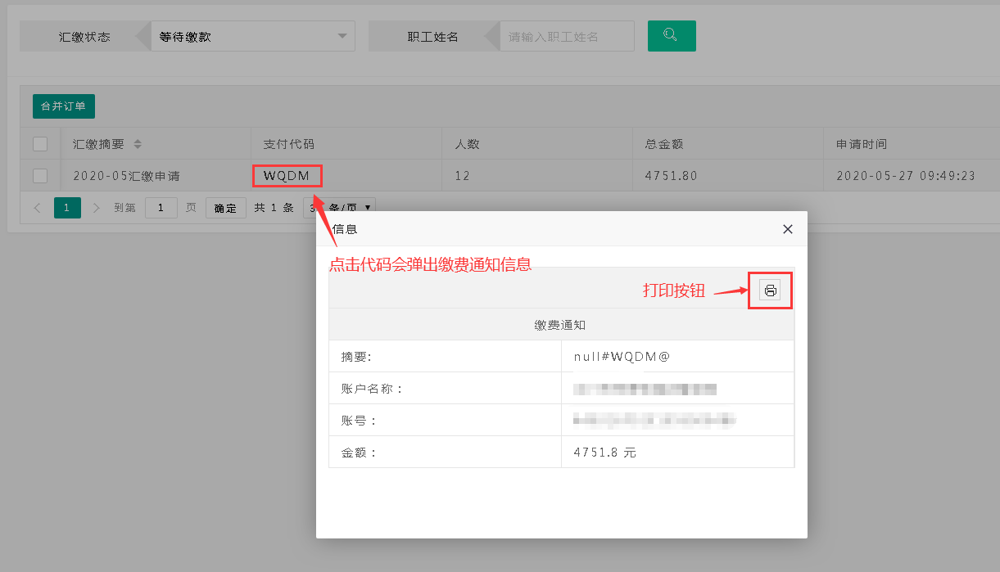 汇缴状态 等待缴款 职工姓名 请输入职工姓名
合并订单
汇缴摘要 支付代码 人数 总金额 申请时间
2020-05汇缴申请 WQDM 12 4751.80 2020-05-27 09:49:23
1 到第 1 页 确定 共 1 条 条/页
信息
点击代码会弹出缴费通知信息
打印按钮
缴费通知
摘要: null#WQDM@
账户名称：
账号：
金额： 4751.8 元